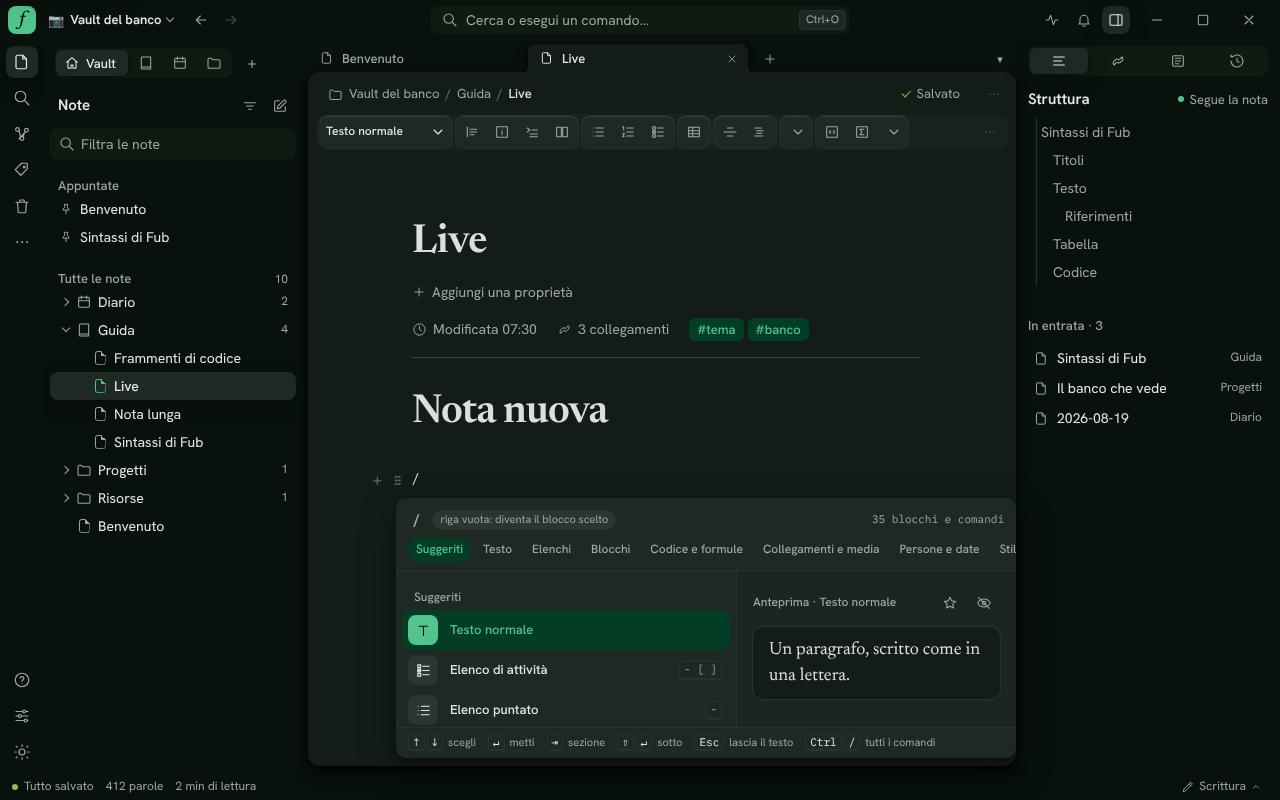 Vault del banco
Cerca o esegui un comando…
Ctrl+O
Vault
Note
Filtra le note
Appuntate
Benvenuto
Sintassi di Fub
Tutte le note 10
Diario 2
Guida 4
Frammenti di codice
Live
Nota lunga
Sintassi di Fub
Progetti 1
Risorse 1
Benvenuto
Benvenuto
Live
Vault del banco / Guida / Live
Salvato
Testo normale
Live
Aggiungi una proprietà
Modificata 07:30 3 collegamenti #tema #banco
Nota nuova
/
/ riga vuota: diventa il blocco scelto 35 blocchi e comandi
Suggeriti Testo Elenchi Blocchi Codice e formule Collegamenti e media Persone e date Stil
Suggeriti
T Testo normale
Elenco di attività - [ ]
Elenco puntato -
Anteprima · Testo normale
Un paragrafo, scritto come in
una lettera.
↑ ↓ scegli ↵ metti ⇥ sezione ⇧ ↵ sotto Esc lascia il testo Ctrl / tutti i comandi
Struttura
Segue la nota
Sintassi di Fub
Titoli
Testo
Riferimenti
Tabella
Codice
In entrata · 3
Sintassi di Fub Guida
Il banco che vede Progetti
2026-08-19 Diario
Tutto salvato 412 parole 2 min di lettura
Scrittura